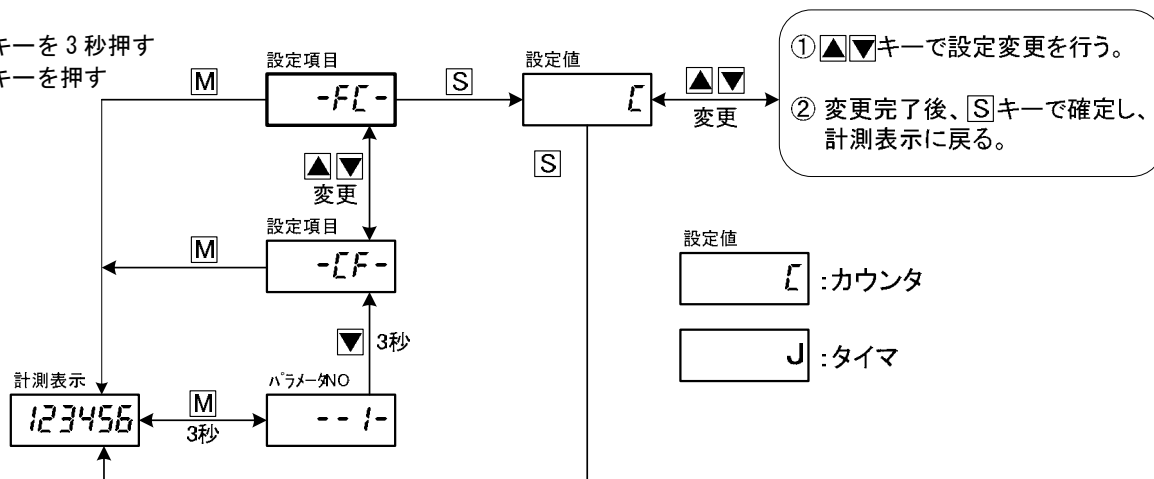 キーを3秒押す
キーを押す
設定項目
M
-FC-
S
設定値
C
▲▼
変更
①▲▼キーで設定変更を行う。
② 変更完了後、Sキーで確定し、
計測表示に戻る。
▲▼
変更
S
設定項目
M
-CF-
設定値
C :カウンタ
▼ 3秒
J :タイマ
計測表示
123456
M
3秒
パラメータNO
--1-